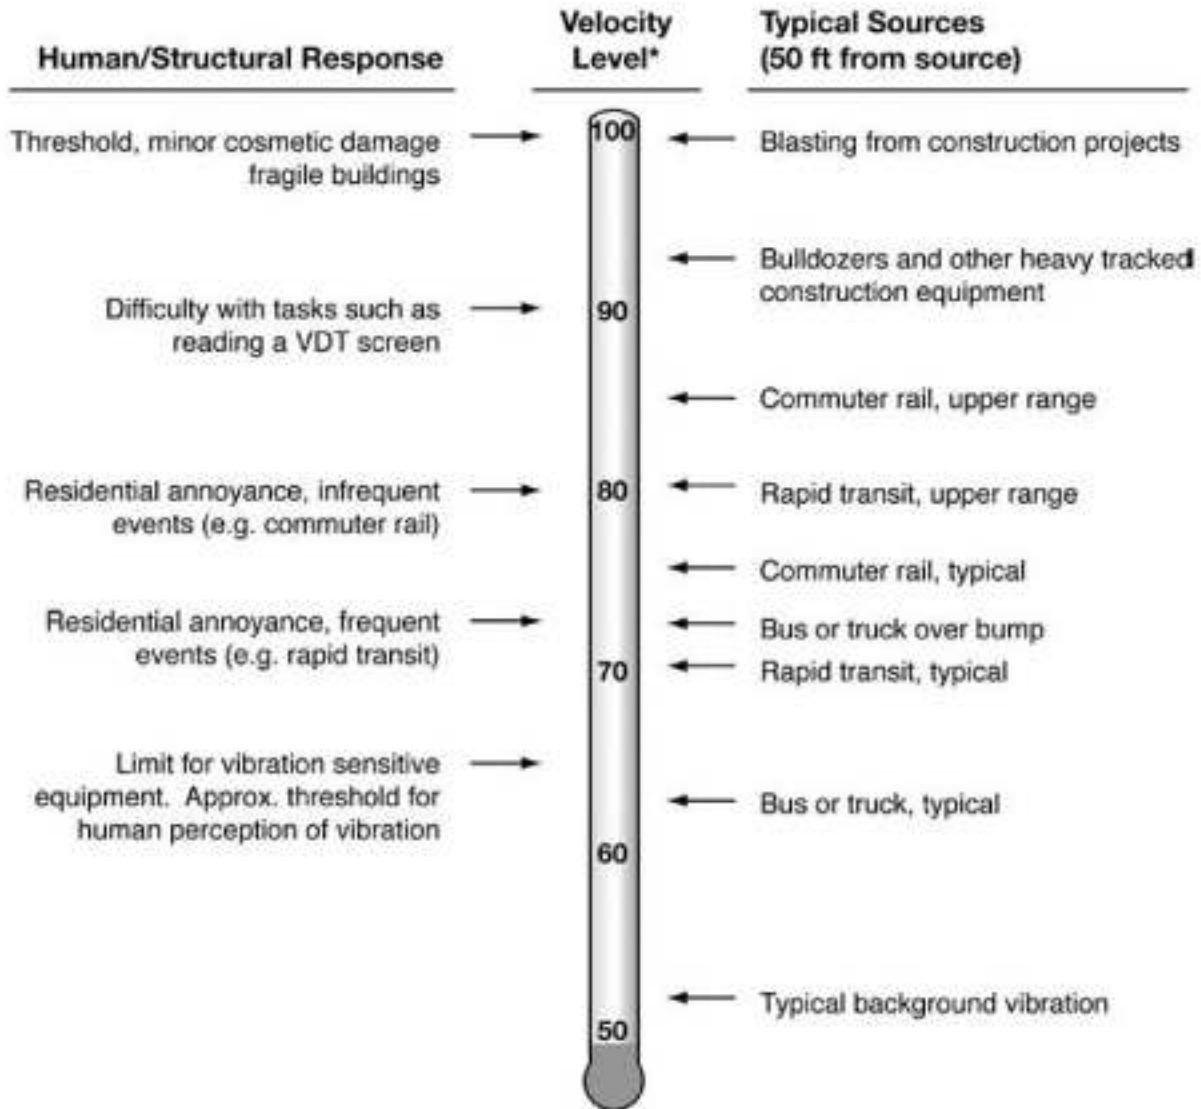 Human/Structural Response
Velocity
Level*
Typical Sources
(50 ft from source)
Threshold, minor cosmetic damage
fragile buildings
100
Blasting from construction projects
Bulldozers and other heavy tracked
construction equipment
Difficulty with tasks such as
reading a VDT screen
90
Commuter rail, upper range
Residential annoyance, infrequent
events (e.g. commuter rail)
80
Rapid transit, upper range
Commuter rail, typical
Residential annoyance, frequent
events (e.g. rapid transit)
Bus or truck over bump
70
Rapid transit, typical
Limit for vibration sensitive
equipment. Approx. threshold for
human perception of vibration
Bus or truck, typical
60
Typical background vibration
50